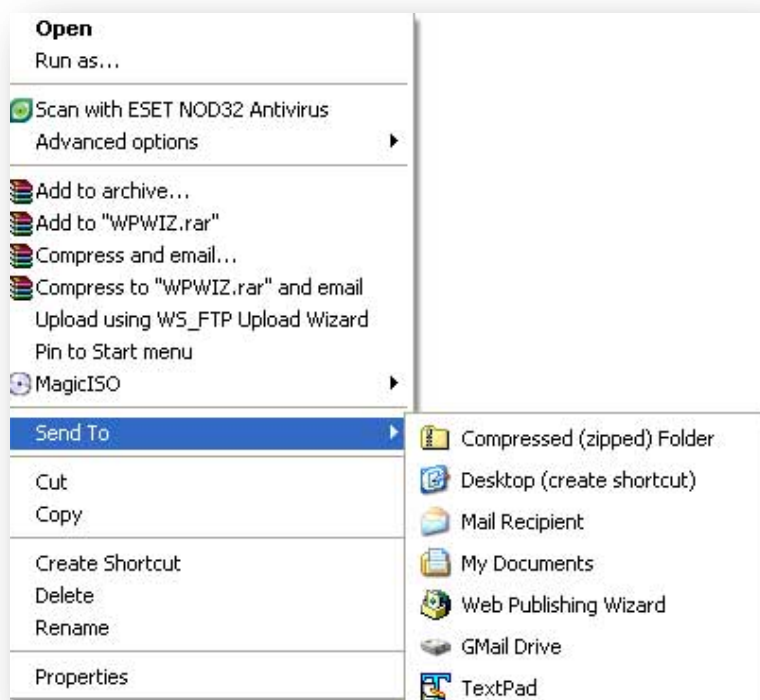 Open
Run as...
Scan with ESET NOD32 Antivirus
Advanced options
Add to archive...
Add to "WPWIZ.rar"
Compress and email...
Compress to "WPWIZ.rar" and email
Upload using WS_FTP Upload Wizard
Pin to Start menu
MagicISO
Send To
Cut
Copy
Create Shortcut
Delete
Rename
Properties
Compressed (zipped) Folder
Desktop (create shortcut)
Mail Recipient
My Documents
Web Publishing Wizard
GMail Drive
TextPad